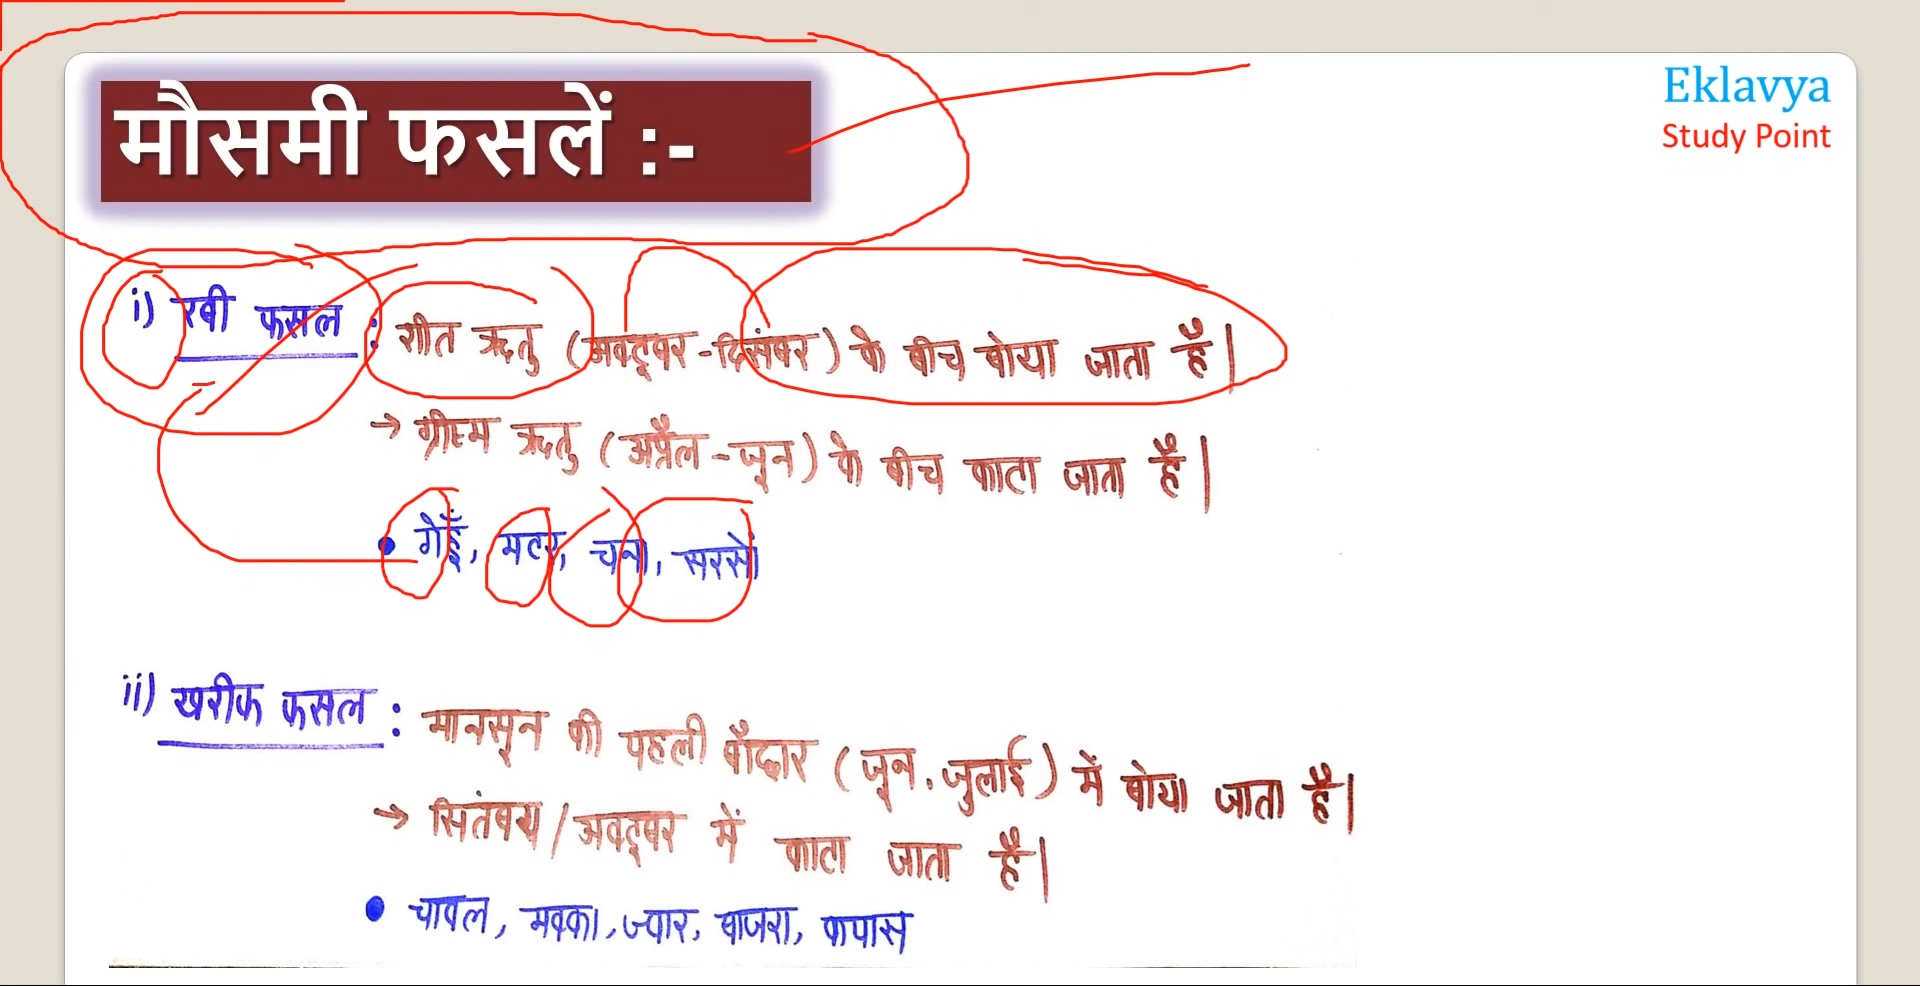 मौसमी फसलें :-
Eklavya
Study Point
i) रबी फसल : शीत ऋतु (अक्टूबर - दिसंबर) के बीच बोया जाता है|
→ ग्रीष्म ऋतु (अप्रैल - जून) के बीच काटा जाता है|
• गेहूँ, मटर, चना, सरसों
ii) खरीफ फसल : मानसून की पहली बौछार (जून, जुलाई) में बोया जाता है|
→ सितंबर / अक्टूबर में काटा जाता है|
• चावल, मक्का, ज्वार, बाजरा, कपास